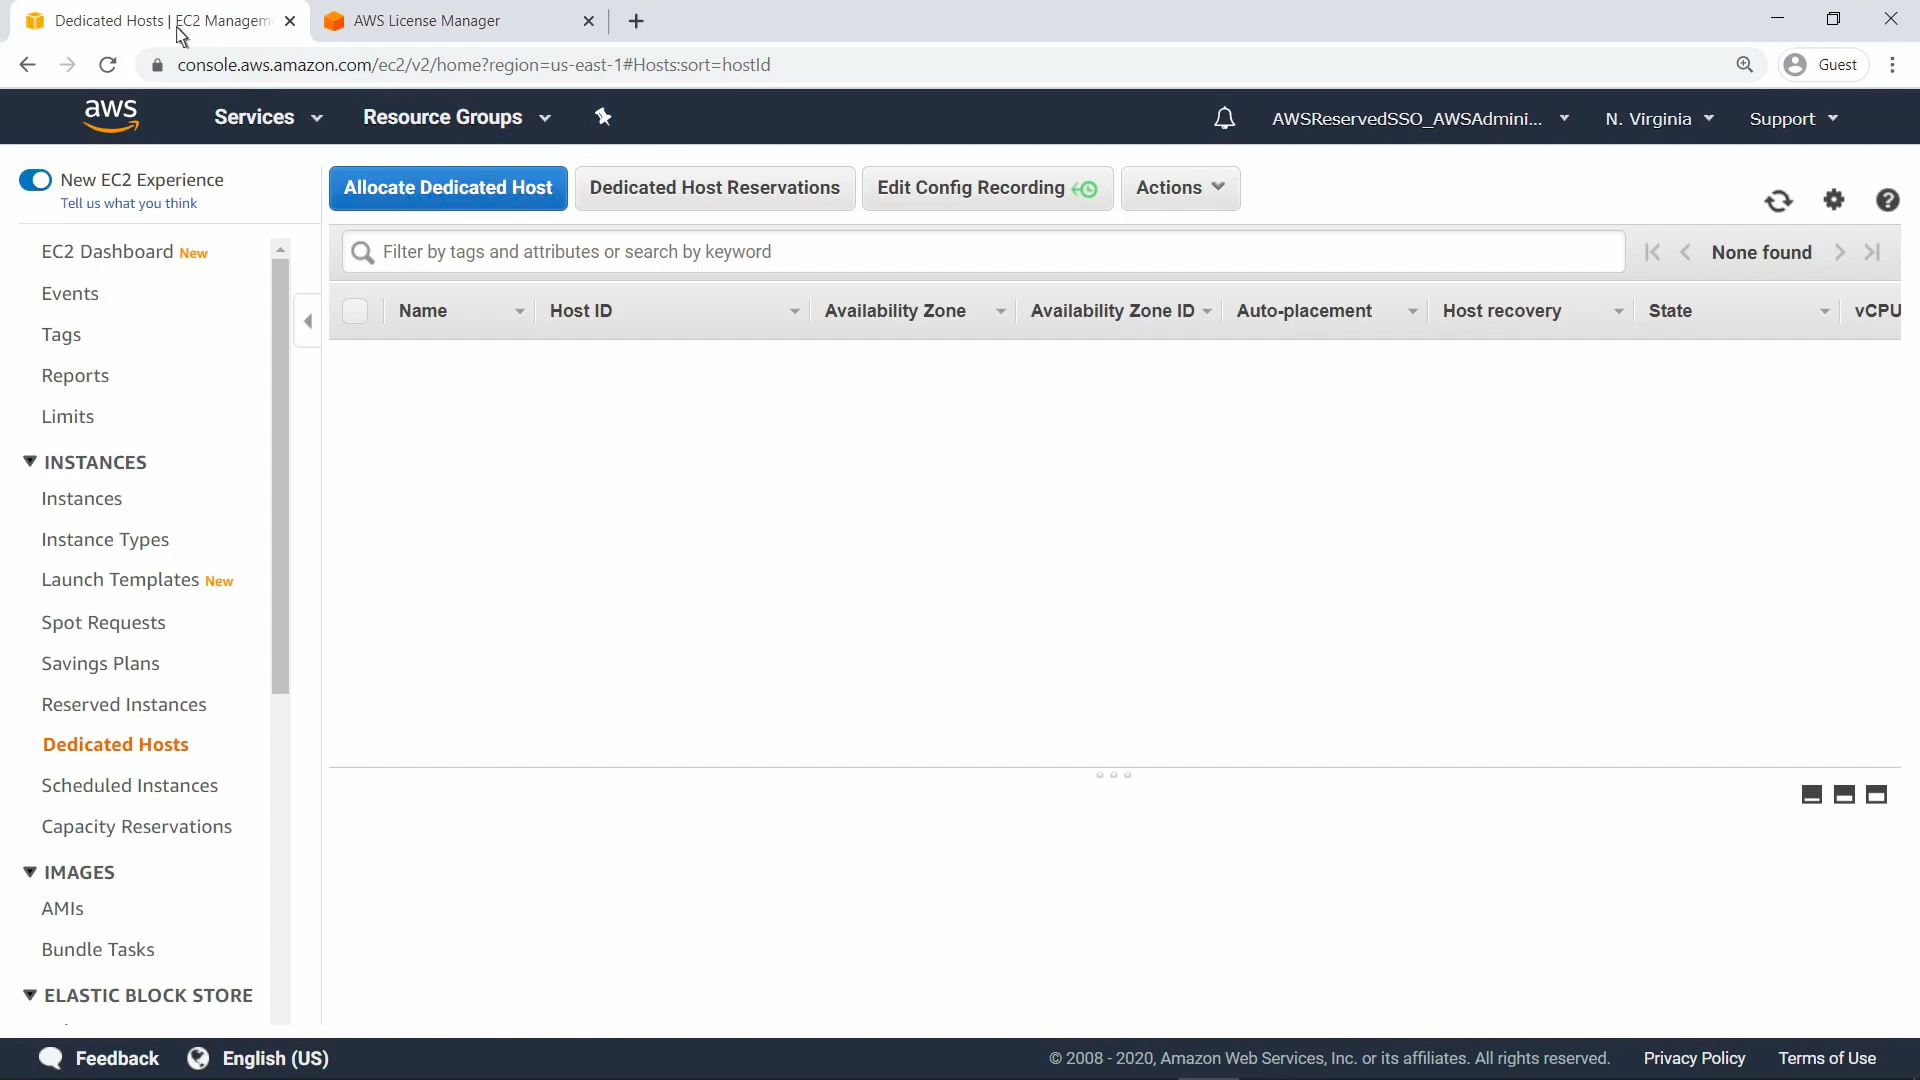 Dedicated Hosts | EC2 Managem
AWS License Manager
console.aws.amazon.com/ec2/v2/home?region=us-east-1#Hosts:sort=hostId
Guest
aws
Services
Resource Groups
AWSReservedSSO_AWSAdmini...
N. Virginia
Support
New EC2 Experience
Tell us what you think
Allocate Dedicated Host
Dedicated Host Reservations
Edit Config Recording
Actions
Filter by tags and attributes or search by keyword
None found
Name
Host ID
Availability Zone
Availability Zone ID
Auto-placement
Host recovery
State
vCPU
EC2 Dashboard New
Events
Tags
Reports
Limits
INSTANCES
Instances
Instance Types
Launch Templates New
Spot Requests
Savings Plans
Reserved Instances
Dedicated Hosts
Scheduled Instances
Capacity Reservations
IMAGES
AMIs
Bundle Tasks
ELASTIC BLOCK STORE
Feedback
English (US)
© 2008 - 2020, Amazon Web Services, Inc. or its affiliates. All rights reserved.
Privacy Policy
Terms of Use